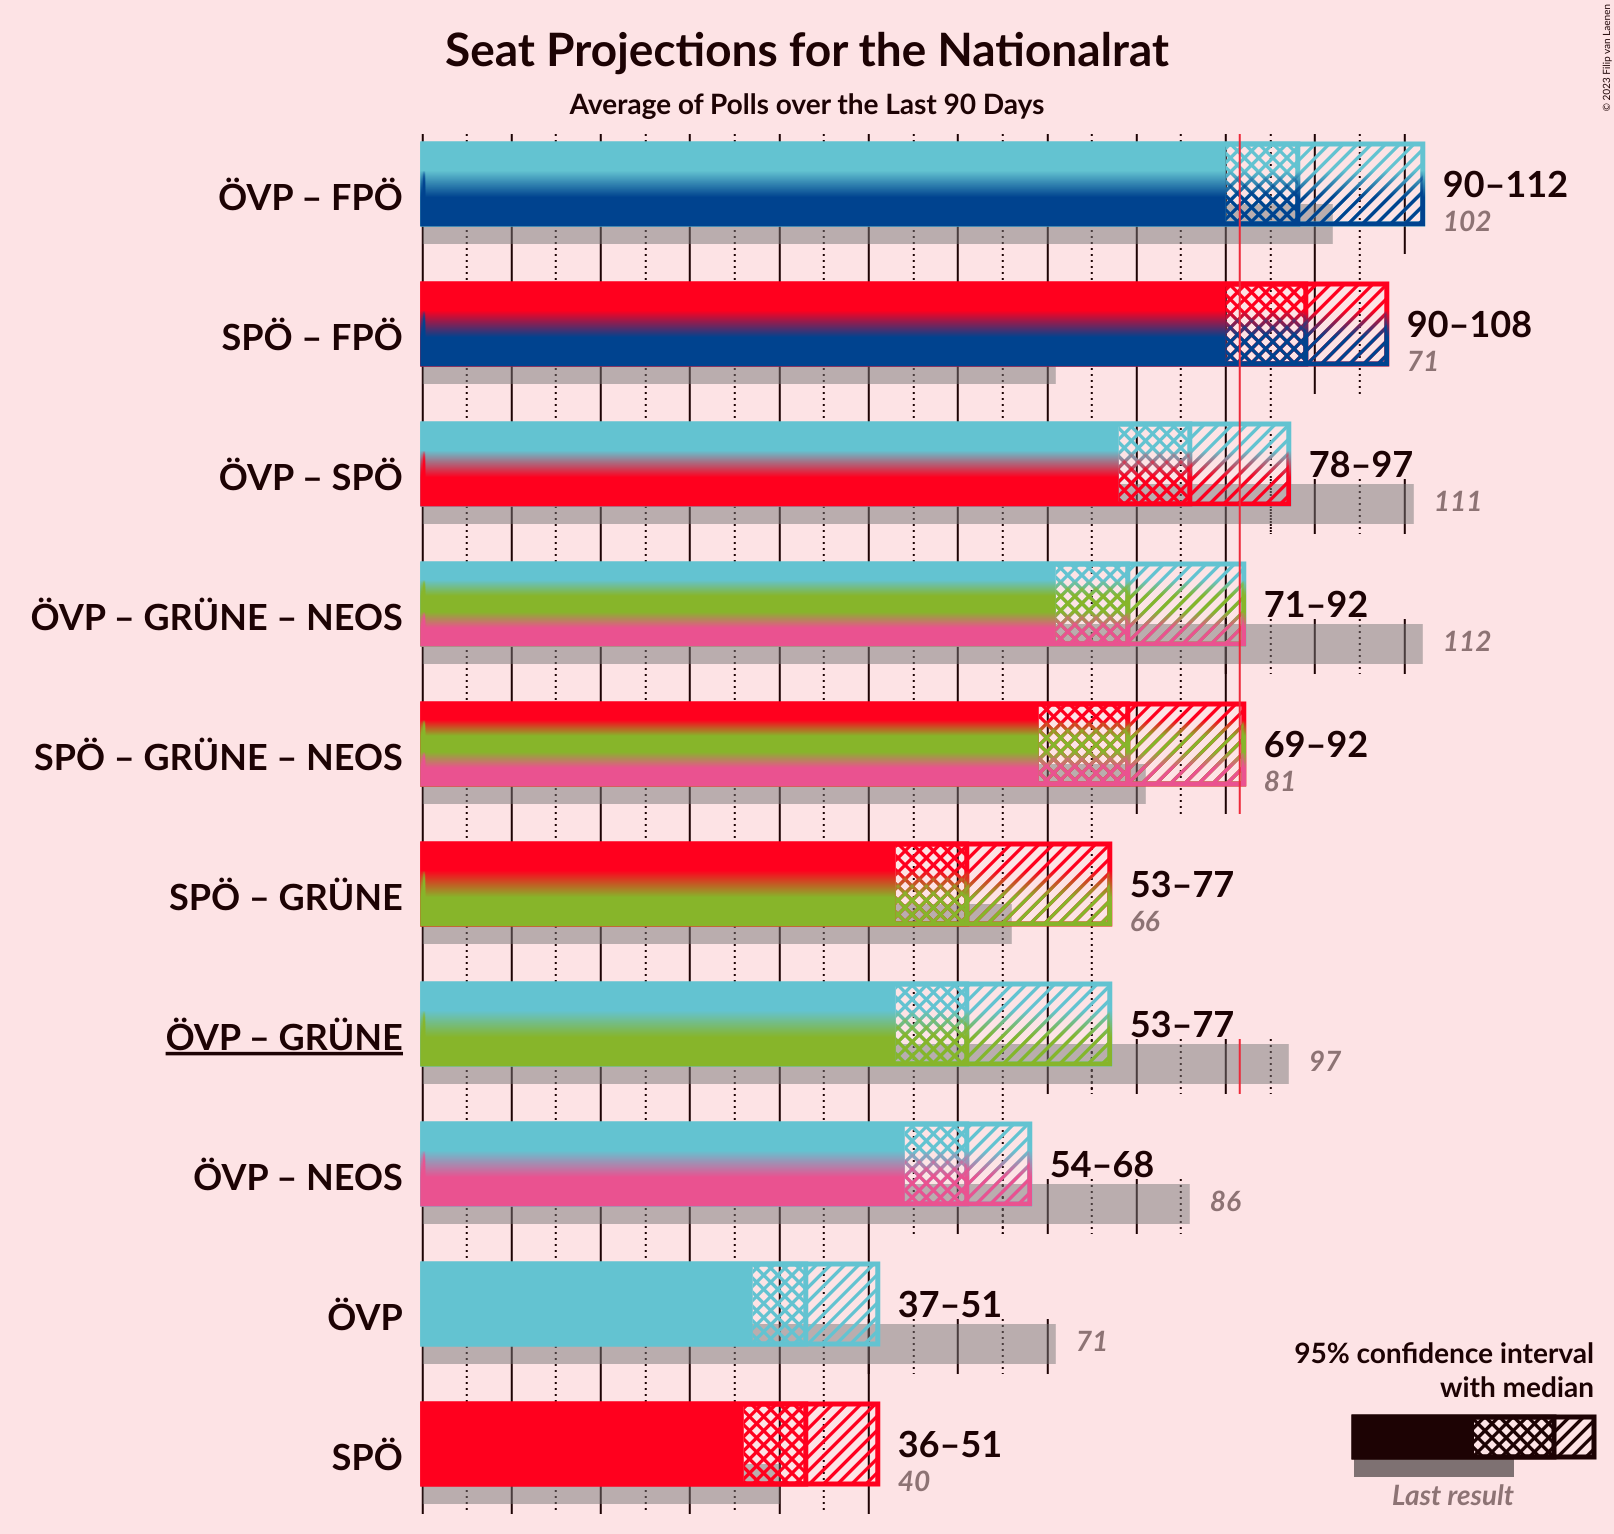 Seat Projections for the Nationalrat
Average of Polls over the Last 90 Days
© 2023 Filip van Laenen
ÖVP – FPÖ
90–112
102
SPÖ – FPÖ
90–108
71
ÖVP – SPÖ
78–97
111
ÖVP – GRÜNE – NEOS
71–92
112
SPÖ – GRÜNE – NEOS
69–92
81
SPÖ – GRÜNE
53–77
66
ÖVP – GRÜNE
53–77
97
ÖVP – NEOS
54–68
86
ÖVP
37–51
71
SPÖ
36–51
40
95% confidence interval
with median
Last result